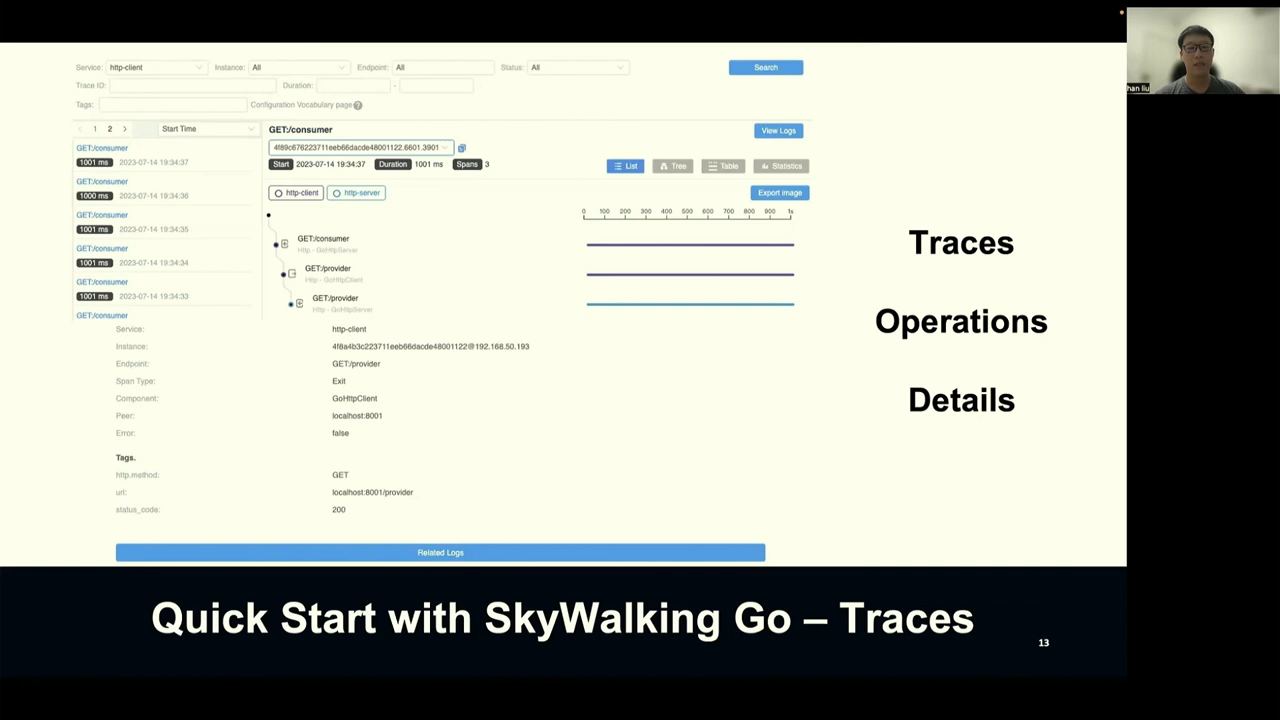 Service: http-client Instance: All Endpoint: All Status: All Search
Trace ID: Duration: -
Tags: Configuration Vocabulary page
1 2 Start Time
GET:/consumer
1001 ms 2023-07-14 19:34:37
GET:/consumer
1000 ms 2023-07-14 19:34:36
GET:/consumer
1001 ms 2023-07-14 19:34:35
GET:/consumer
1001 ms 2023-07-14 19:34:34
GET:/consumer
1001 ms 2023-07-14 19:34:33
GET:/consumer
GET:/consumer View Logs
4f89c676223711eeb66dacde48001122.6601.3901
Start 2023-07-14 19:34:37 Duration 1001 ms Spans 3 List Tree Table Statistics
http-client http-server Export image
0 100 200 300 400 500 600 700 800 900 1s
GET:/consumer
Http - GoHttpServer
GET:/provider
Http - GoHttpClient
GET:/provider
Http - GoHttpServer
Service: http-client
Instance: 4f8a4b3c223711eeb66dacde48001122@192.168.50.193
Endpoint: GET:/provider
Span Type: Exit
Component: GoHttpClient
Peer: localhost:8001
Error: false
Tags.
http.method: GET
url: localhost:8001/provider
status_code: 200
Related Logs
Traces
Operations
Details
Quick Start with SkyWalking Go – Traces
13
han liu